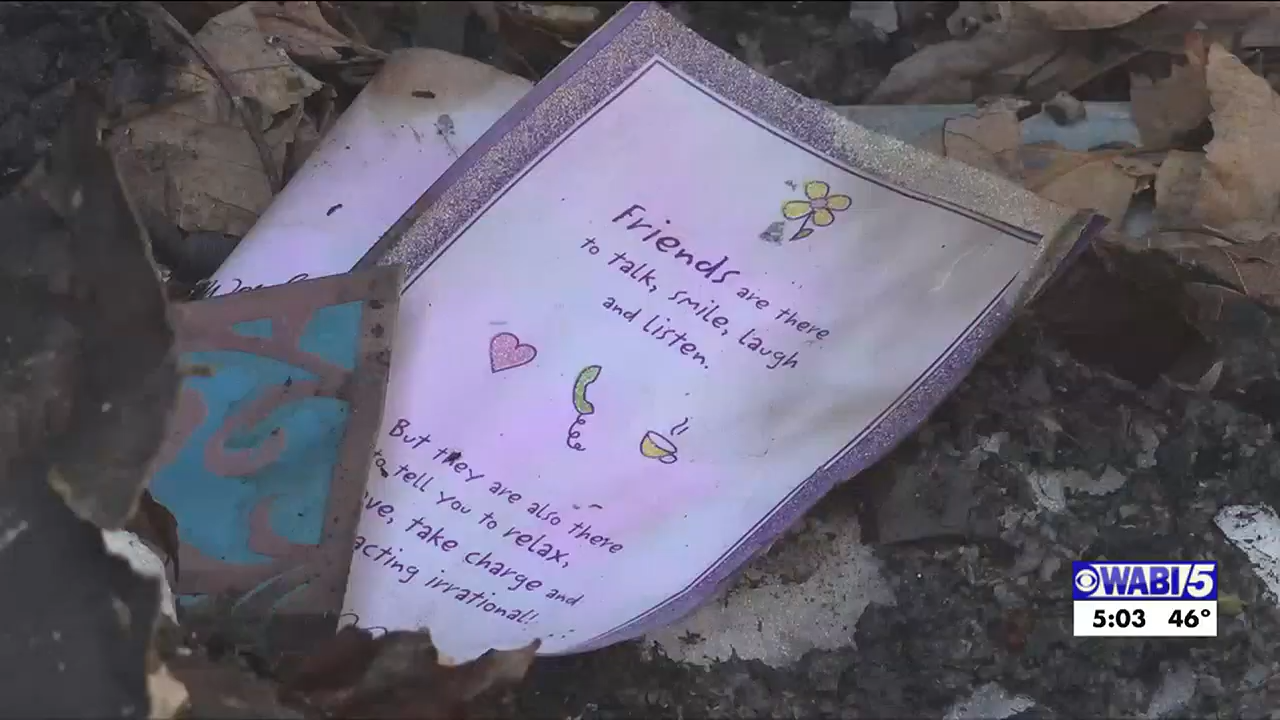 Friends are there
to talk, smile, laugh
and listen.
But they are also there
to tell you to relax,
take charge and
acting irrational!
WABI 5
5:03 46°